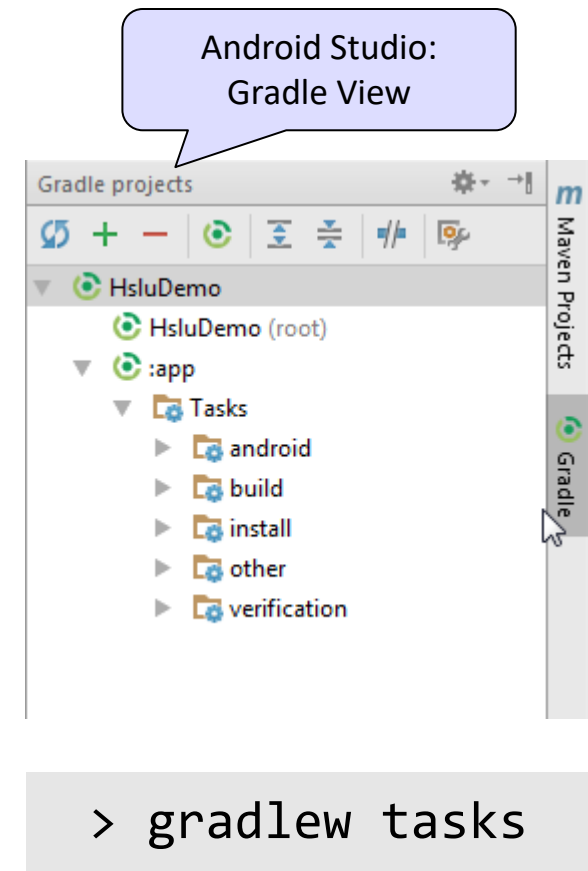 Android Studio:
Gradle View
Gradle projects
m
Maven Projects
HsluDemo
HsluDemo (root)
:app
Tasks
android
build
install
other
verification
Gradle
> gradlew tasks